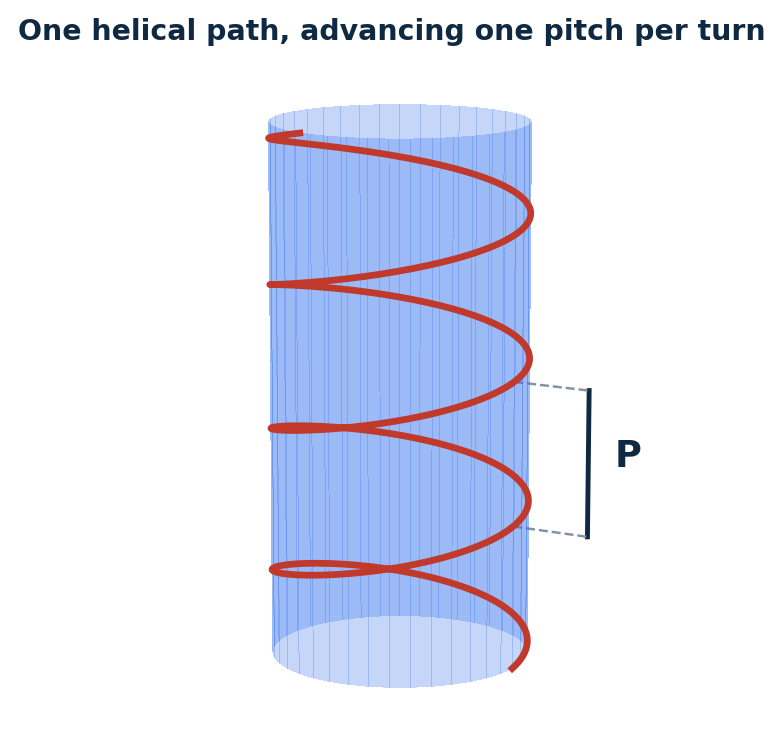 One helical path, advancing one pitch per turn
P